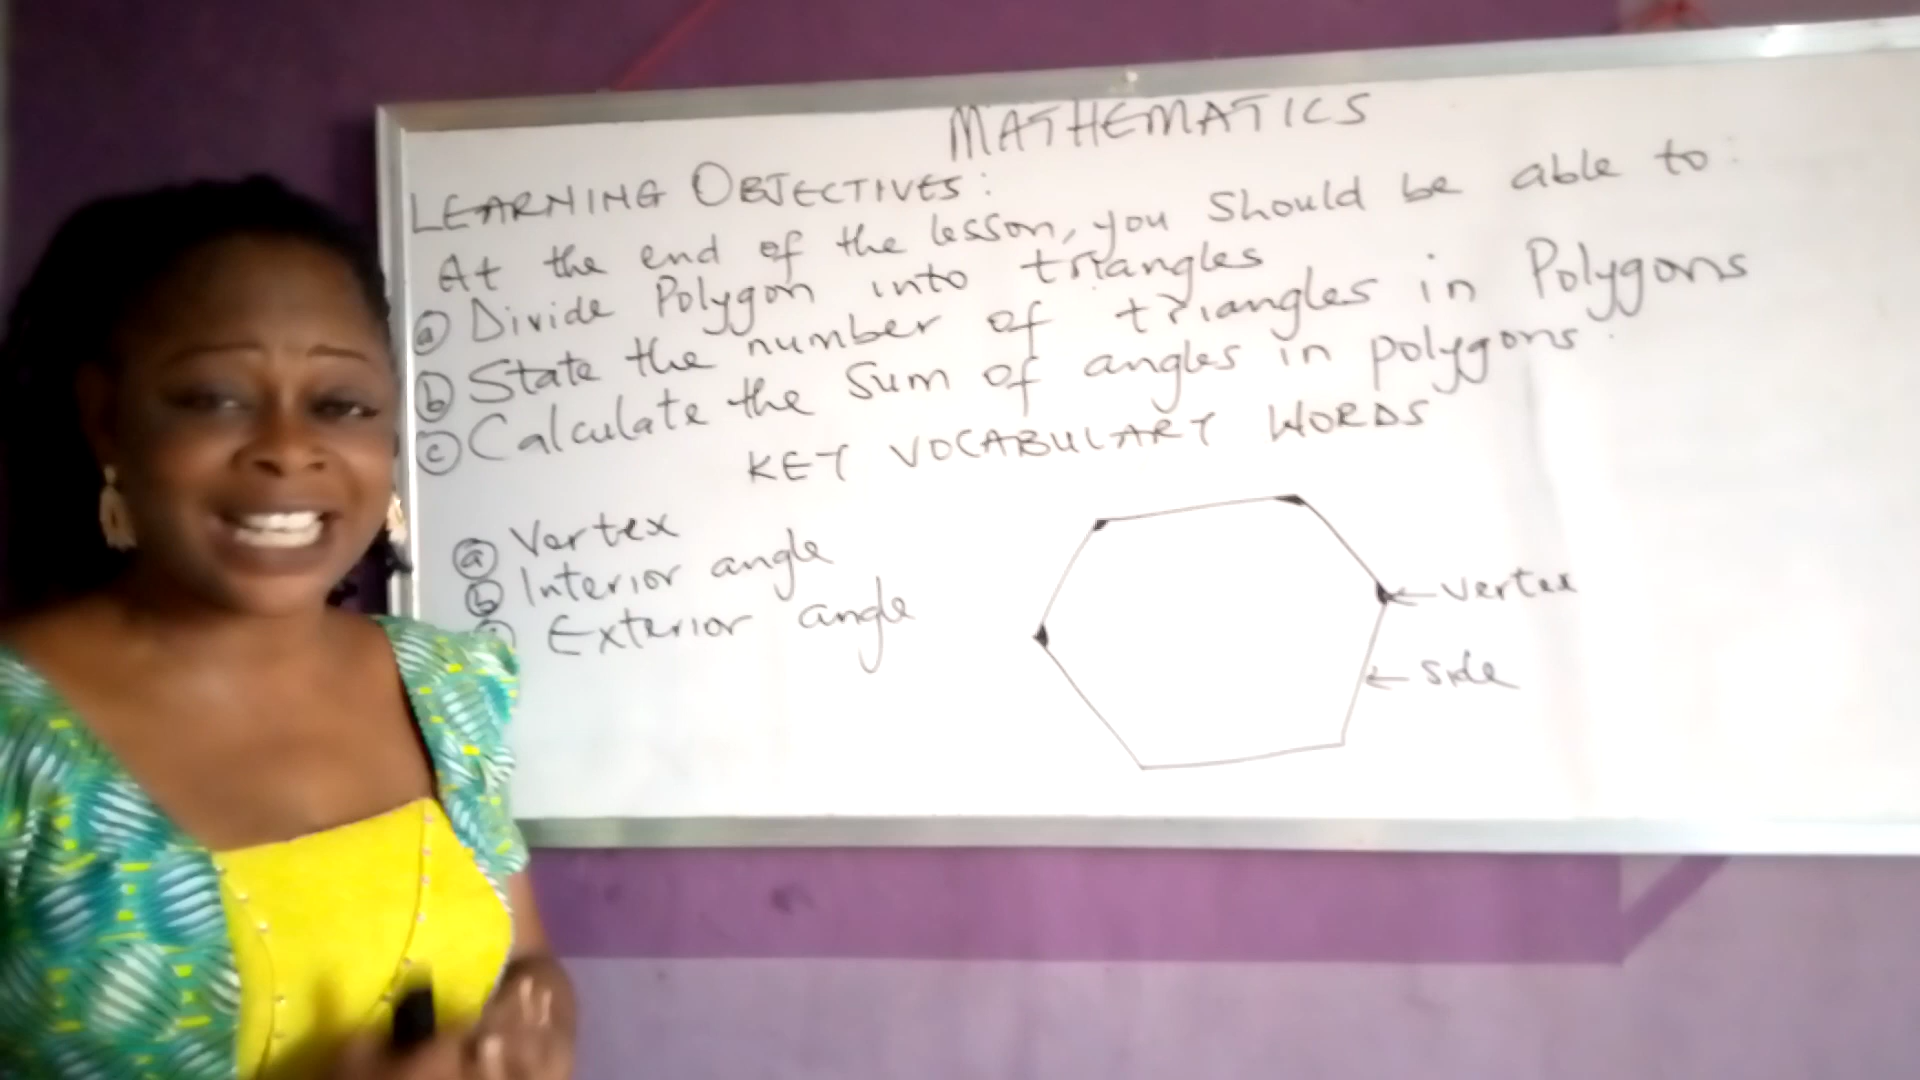 MATHEMATICS
LEARNING OBJECTIVES:
At the end of the lesson, you should be able to:
(a) Divide Polygon into triangles
(b) State the number of triangles in Polygons
(c) Calculate the sum of angles in polygons.
KEY VOCABULARY WORDS
(a) Vertex
(b) Interior angle
Exterior angle
vertex
side